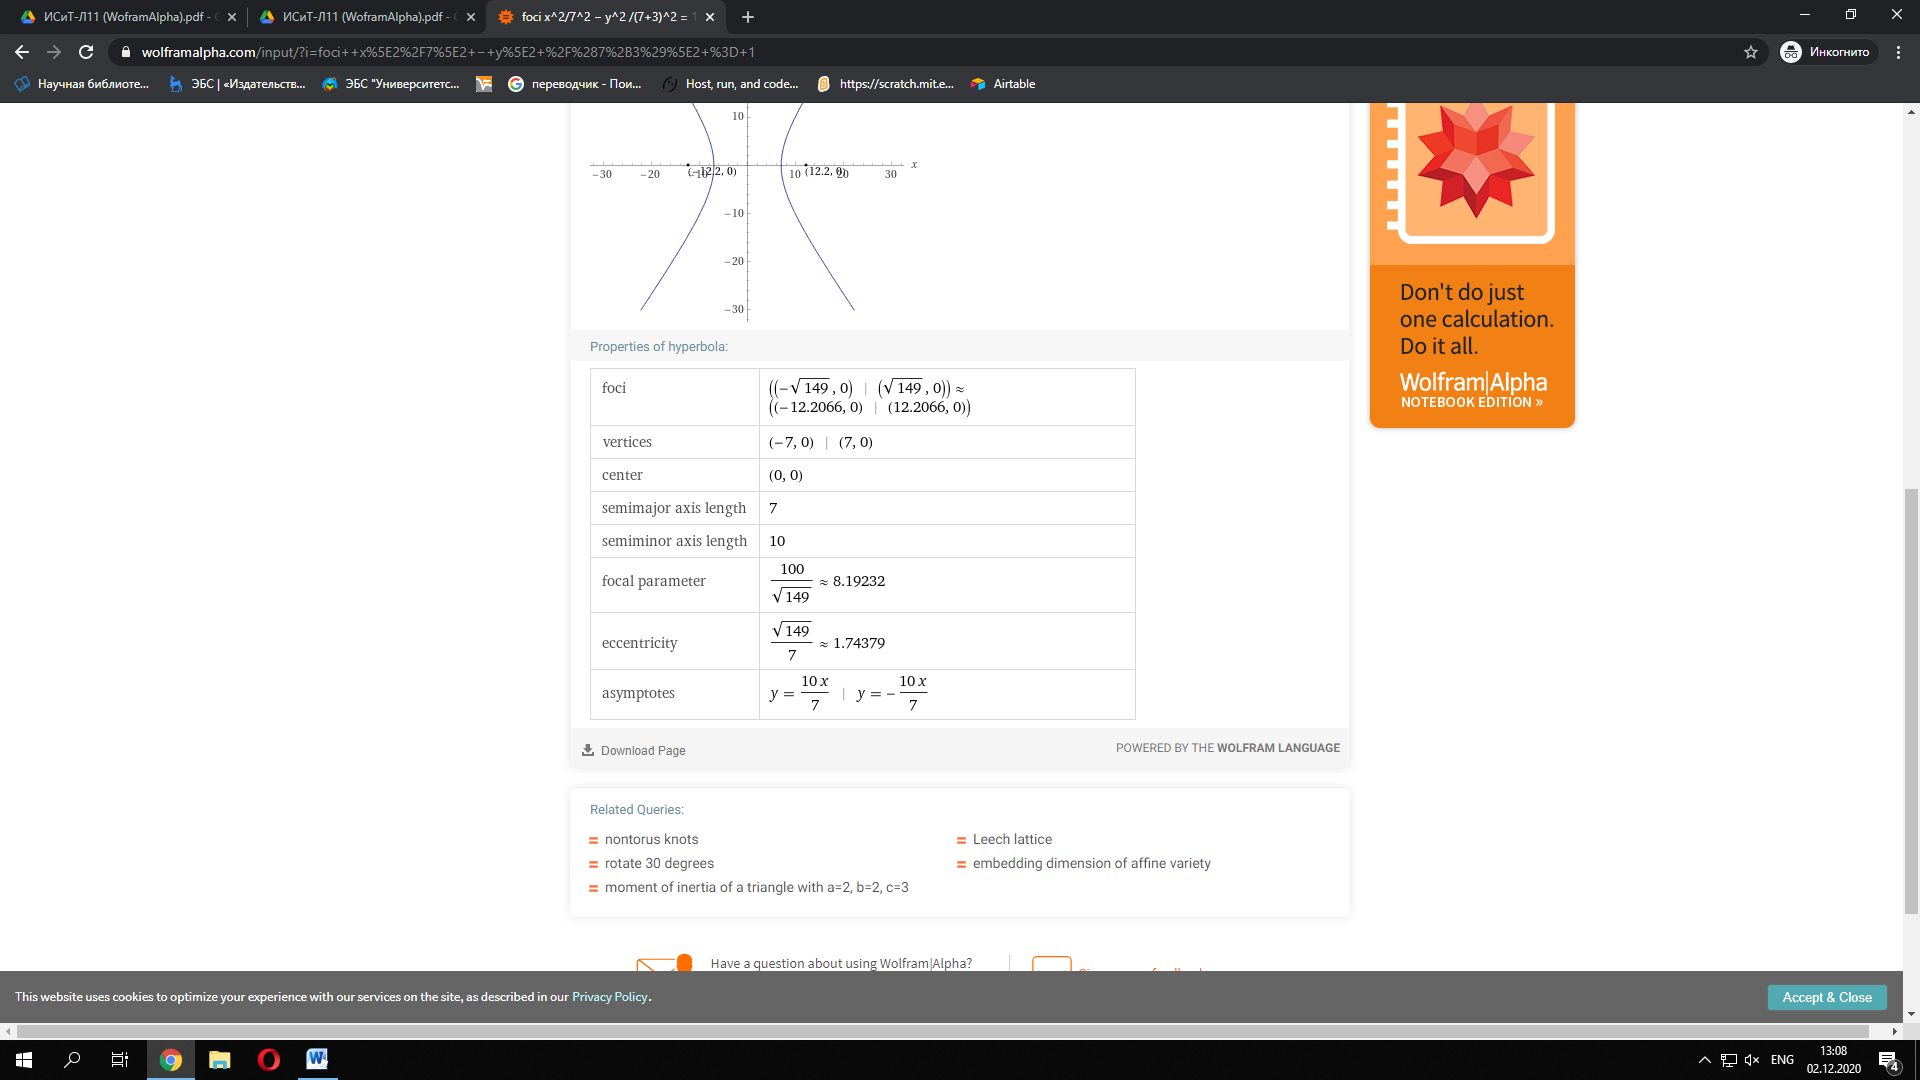 ИСиТ-Л11 (WoframAlpha).pdf -
ИСиТ-Л11 (WoframAlpha).pdf -
foci x^2/7^2 − y^2 /(7+3)^2 = 1
wolframalpha.com/input/?i=foci++x%5E2%2F7%5E2+−+y%5E2+%2F%287%2B3%29%5E2+%3D+1
Инкогнито
Научная библиоте...
ЭБС | «Издательств...
ЭБС "Университетс...
переводчик - Пои...
Host, run, and code...
https://scratch.mit.e...
Airtable
10
−30 −20 −10 10 20 30 x
(−12.2, 0) (12.2, 0)
−10
−20
−30
Properties of hyperbola:
foci ((−√149, 0) | (√149, 0)) ≈
((−12.2066, 0) | (12.2066, 0))
vertices (−7, 0) | (7, 0)
center (0, 0)
semimajor axis length 7
semiminor axis length 10
focal parameter 100/√149 ≈ 8.19232
eccentricity √149/7 ≈ 1.74379
asymptotes y = 10 x/7 | y = − 10 x/7
Download Page
POWERED BY THE WOLFRAM LANGUAGE
Related Queries:
= nontorus knots
= Leech lattice
= rotate 30 degrees
= embedding dimension of affine variety
= moment of inertia of a triangle with a=2, b=2, c=3
Don't do just
one calculation.
Do it all.
Wolfram|Alpha
NOTEBOOK EDITION »
Have a question about using Wolfram|Alpha?
This website uses cookies to optimize your experience with our services on the site, as described in our Privacy Policy.
Accept & Close
ENG
13:08
02.12.2020
4